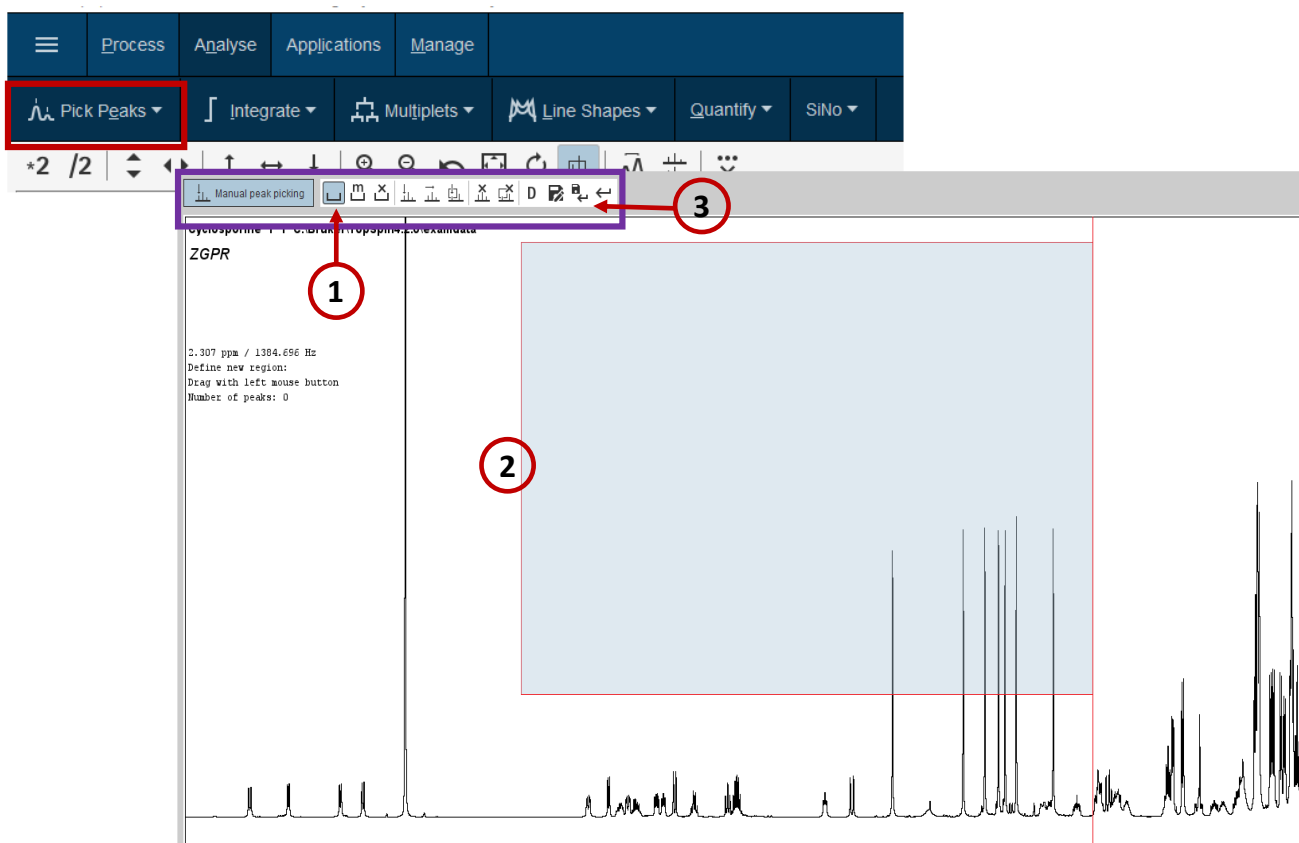 Process Analyse Applications Manage
Pick Peaks Integrate Multiplets Line Shapes Quantify SiNo
*2 /2
Manual peak picking m D
3
ZGPR
1
2.307 ppm / 1384.696 Hz
Define new region:
Drag with left mouse button
Number of peaks: 0
2